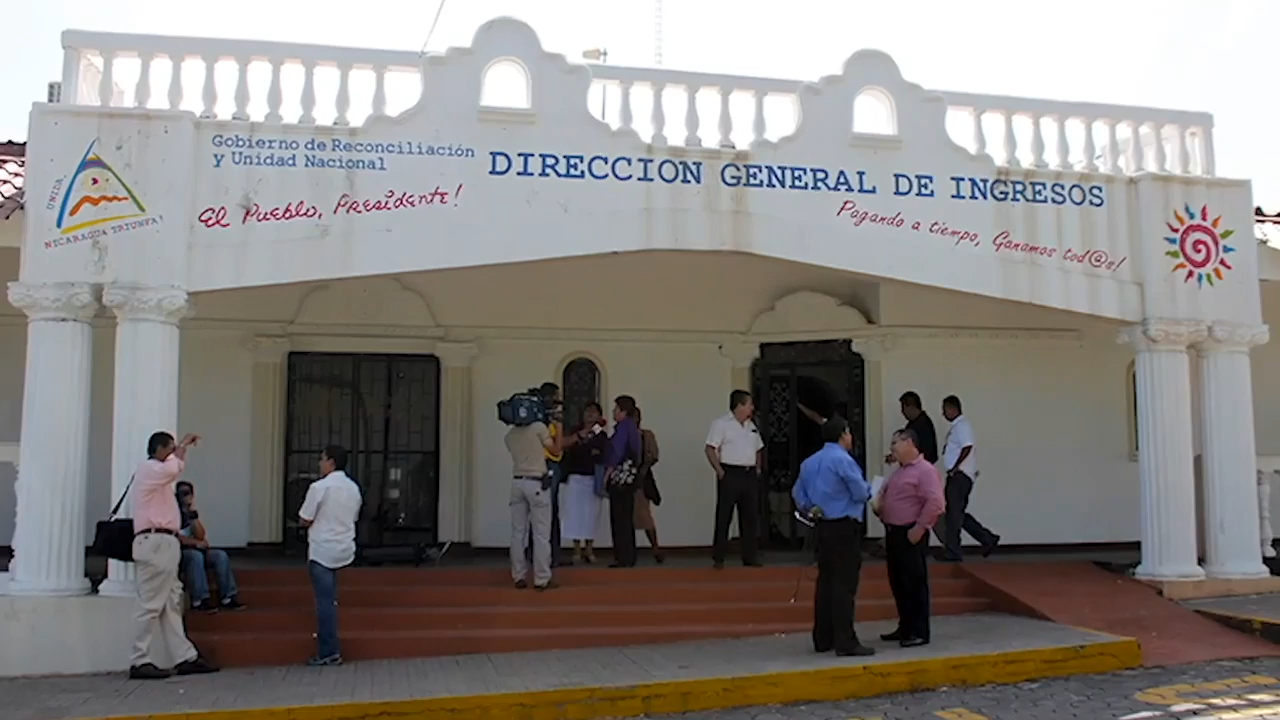 UNIDA,
NICARAGUA TRIUNFA!
Gobierno de Reconciliación
y Unidad Nacional
El Pueblo, Presidente!
DIRECCION GENERAL DE INGRESOS
Pagando a tiempo, Ganamos tod@s!